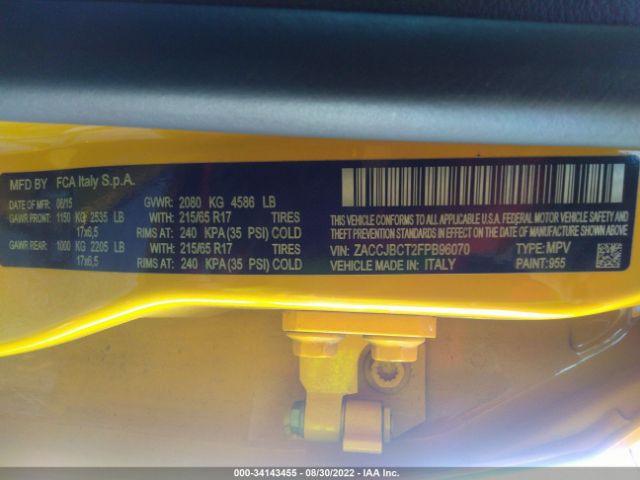 MFD BY FCA Italy S.p.A.
DATE OF MFR 06/15 GVWR: 2080 KG 4586 LB
GAWR FRONT: 1150 KG 2535 LB WITH: 215/65 R17 TIRES
17x6,5 RIMS AT: 240 KPA(35 PSI) COLD
GAWR REAR: 1000 KG 2205 LB WITH: 215/65 R17 TIRES
17x6,5 RIMS AT: 240 KPA(35 PSI) COLD
THIS VEHICLE CONFORMS TO ALL APPLICABLE U.S.A. FEDERAL MOTOR VEHICLE SAFETY AND
THEFT PREVENTION STANDARDS IN EFFECT ON THE DATE OF MANUFACTURE SHOWN ABOVE
VIN: ZACCJBCT2FPB96070 TYPE: MPV
VEHICLE MADE IN: ITALY PAINT:955
000-34143455 - 08/30/2022 - IAA Inc.